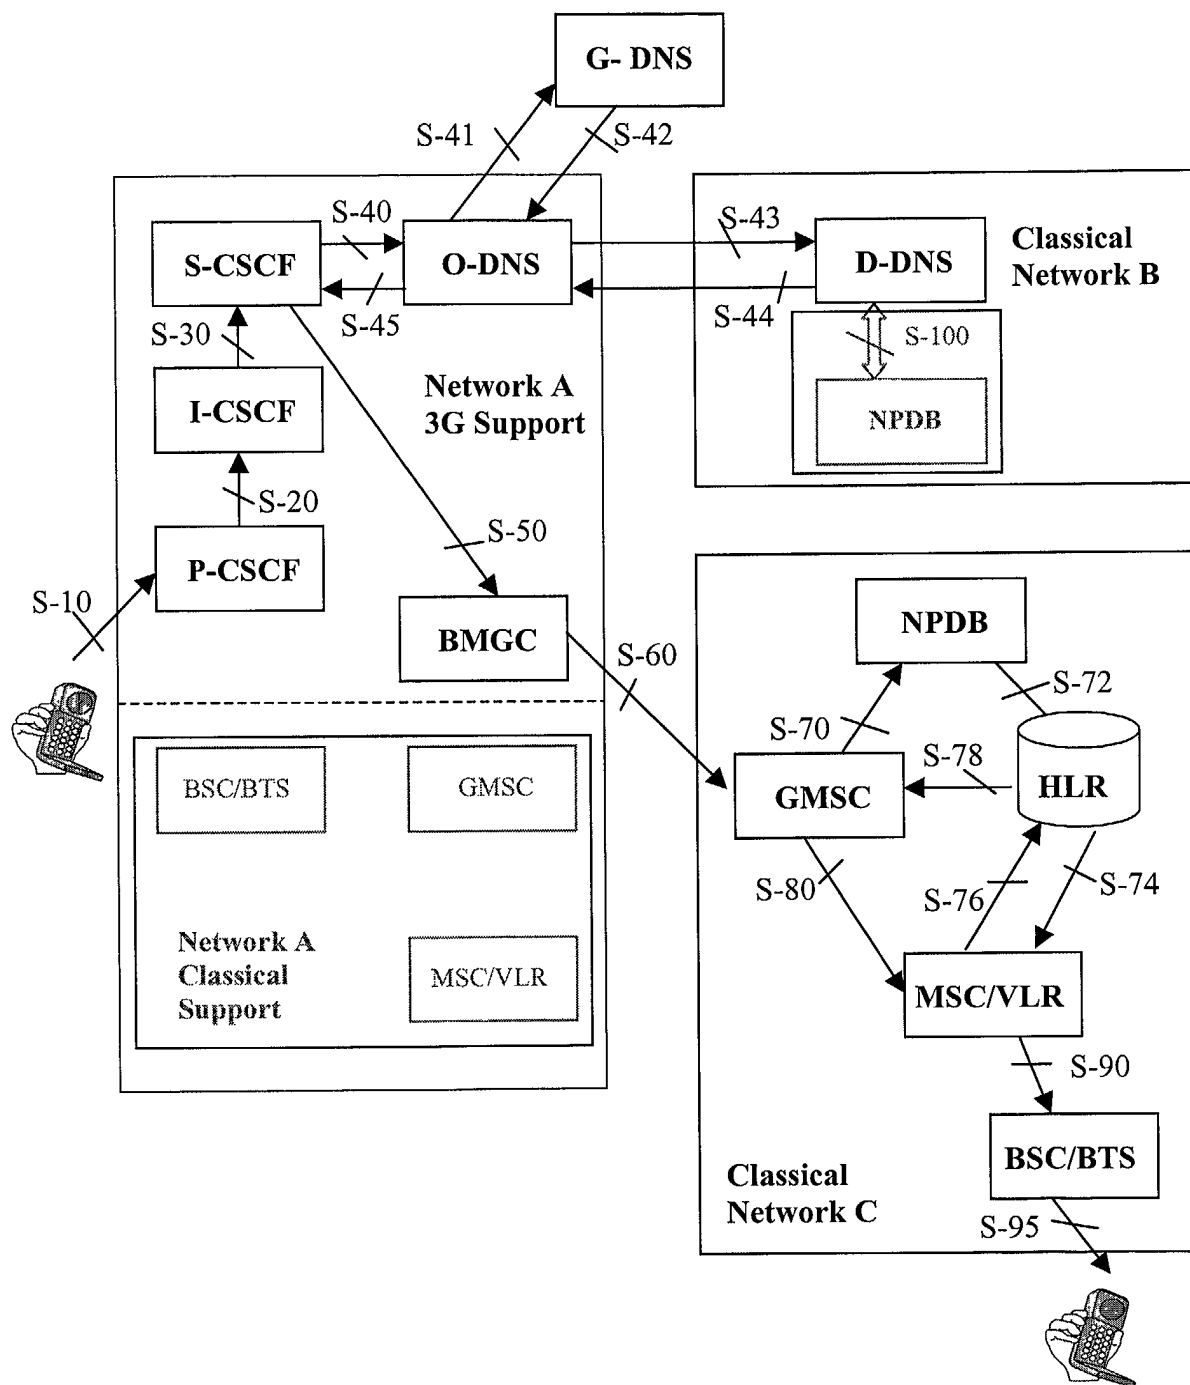 G- DNS
S-41
S-42
S-40
S-43
S-CSCF
O-DNS
D-DNS
Classical
Network B
S-45
S-44
S-30
S-100
I-CSCF
Network A
3G Support
NPDB
S-20
S-50
P-CSCF
S-10
BMGC
NPDB
S-60
S-72
S-70
S-78
BSC/BTS
GMSC
GMSC
HLR
S-80
S-76
S-74
Network A
Classical
Support
MSC/VLR
MSC/VLR
S-90
BSC/BTS
Classical
Network C
S-95